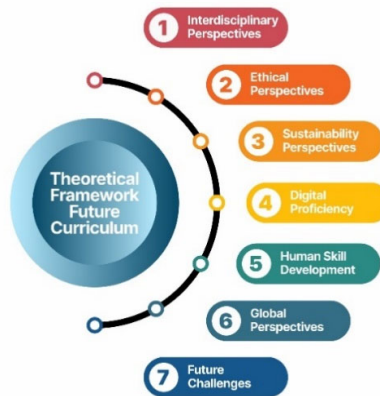 1 Interdisciplinary
Perspectives
2 Ethical
Perspectives
3 Sustainability
Perspectives
Theoretical
Framework
Future
Curriculum
4 Digital
Proficiency
5 Human Skill
Development
6 Global
Perspectives
7 Future
Challenges